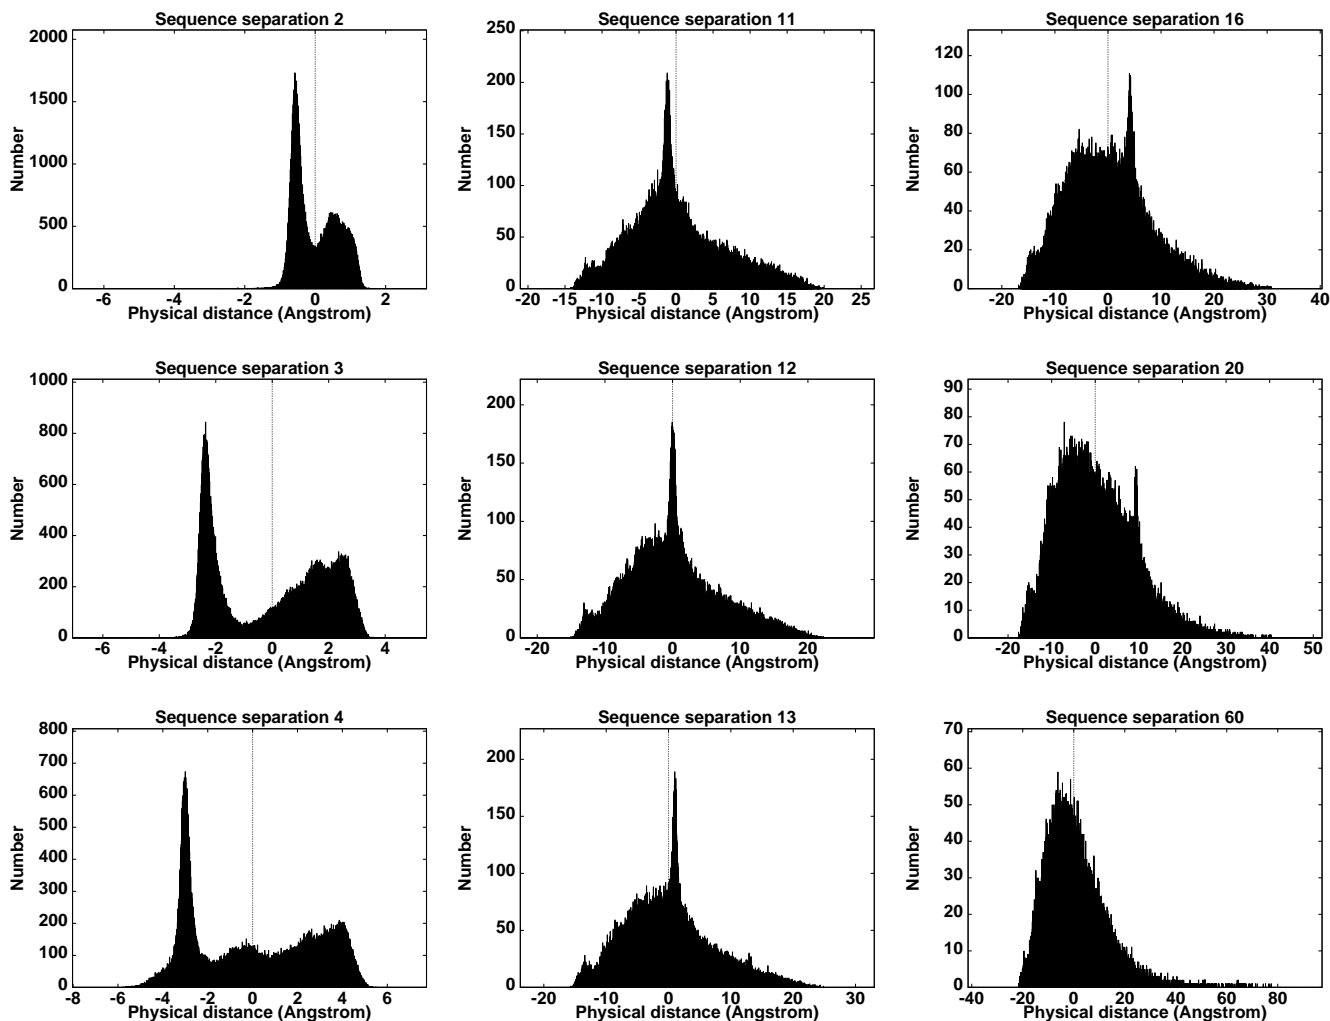 Sequence separation 2
2000
1500
1000
500
0
Number
-6 -4 -2 0 2
Physical distance (Angstrom)
Sequence separation 11
250
200
150
100
50
0
Number
-20 -15 -10 -5 0 5 10 15 20 25
Physical distance (Angstrom)
Sequence separation 16
120
100
80
60
40
20
0
Number
-20 -10 0 10 20 30 40
Physical distance (Angstrom)
Sequence separation 3
1000
800
600
400
200
0
Number
-6 -4 -2 0 2 4
Physical distance (Angstrom)
Sequence separation 12
200
150
100
50
0
Number
-20 -10 0 10 20
Physical distance (Angstrom)
Sequence separation 20
90
80
70
60
50
40
30
20
10
0
Number
-20 -10 0 10 20 30 40 50
Physical distance (Angstrom)
Sequence separation 4
800
700
600
500
400
300
200
100
0
Number
-8 -6 -4 -2 0 2 4 6
Physical distance (Angstrom)
Sequence separation 13
200
150
100
50
0
Number
-20 -10 0 10 20 30
Physical distance (Angstrom)
Sequence separation 60
70
60
50
40
30
20
10
0
Number
-40 -20 0 20 40 60 80
Physical distance (Angstrom)